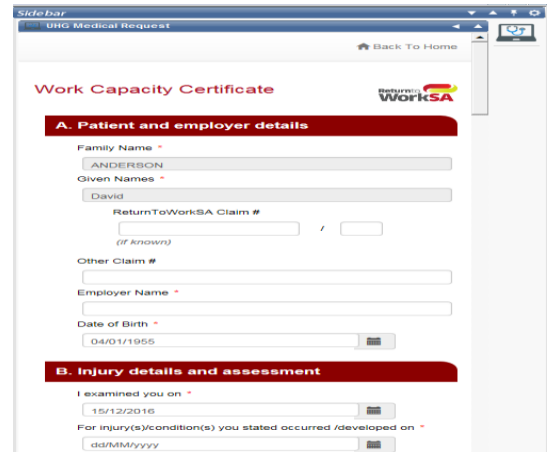 Sidebar
UHG Medical Request
Back To Home
Work Capacity Certificate
Returnto
WorkSA
A. Patient and employer details
Family Name *
ANDERSON
Given Names *
David
ReturnToWorkSA Claim #
/
(if known)
Other Claim #
Employer Name *
Date of Birth *
04/01/1955
B. Injury details and assessment
I examined you on *
15/12/2016
For injury(s)/condition(s) you stated occurred /developed on *
dd/MM/yyyy